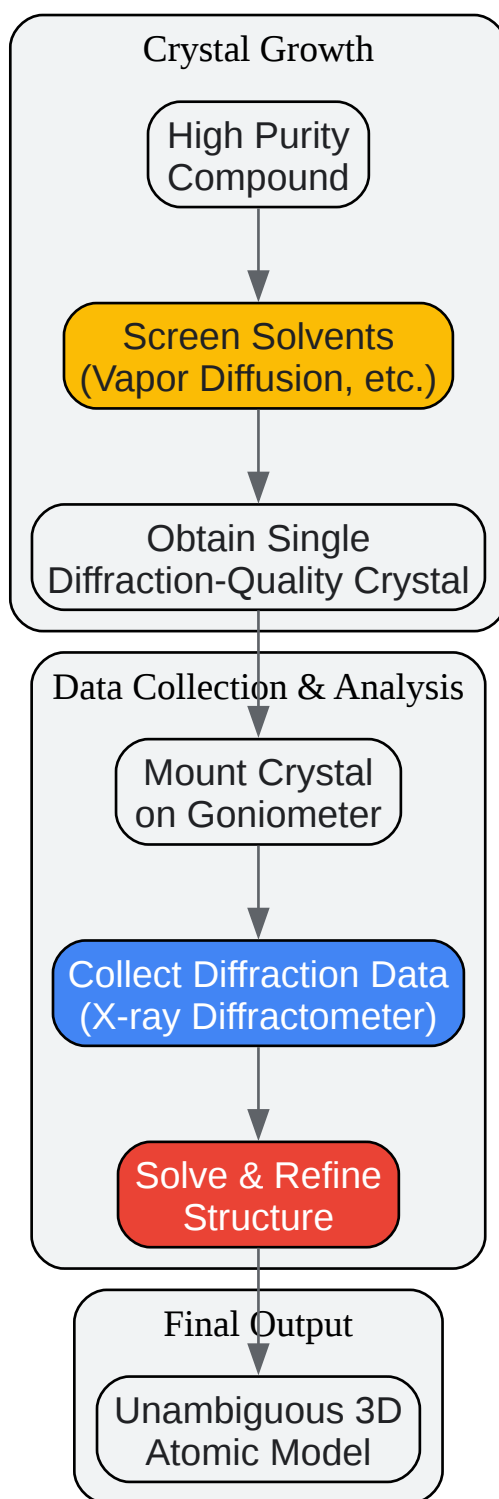 Crystal Growth
High Purity
Compound
Screen Solvents
(Vapor Diffusion, etc.)
Obtain Single
Diffraction-Quality Crystal
Data Collection & Analysis
Mount Crystal
on Goniometer
Collect Diffraction Data
(X-ray Diffractometer)
Solve & Refine
Structure
Final Output
Unambiguous 3D
Atomic Model